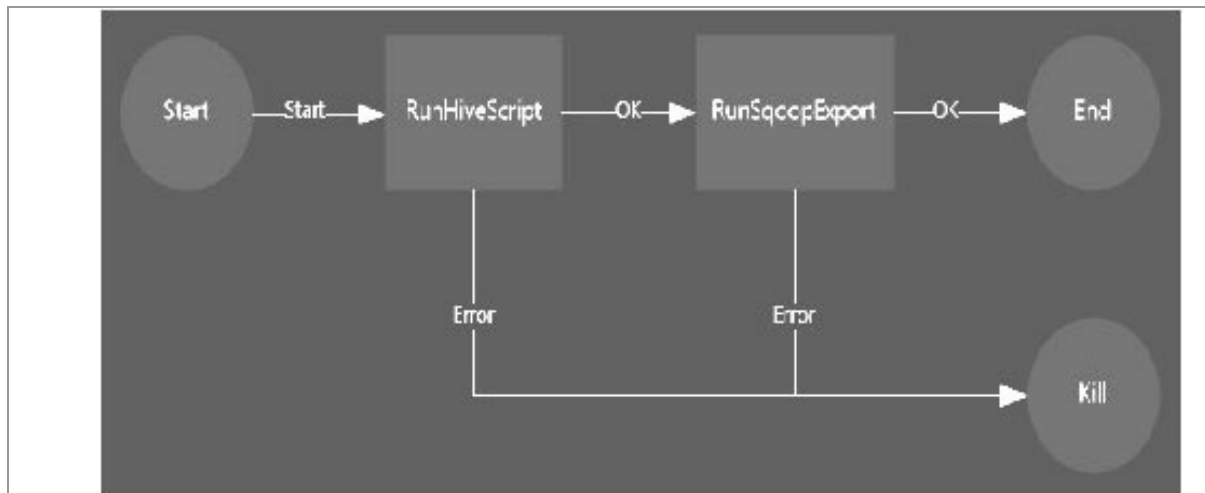 Start
Start
RunHiveScript
OK
RunSqoopExport
OK
End
Error
Error
Kill